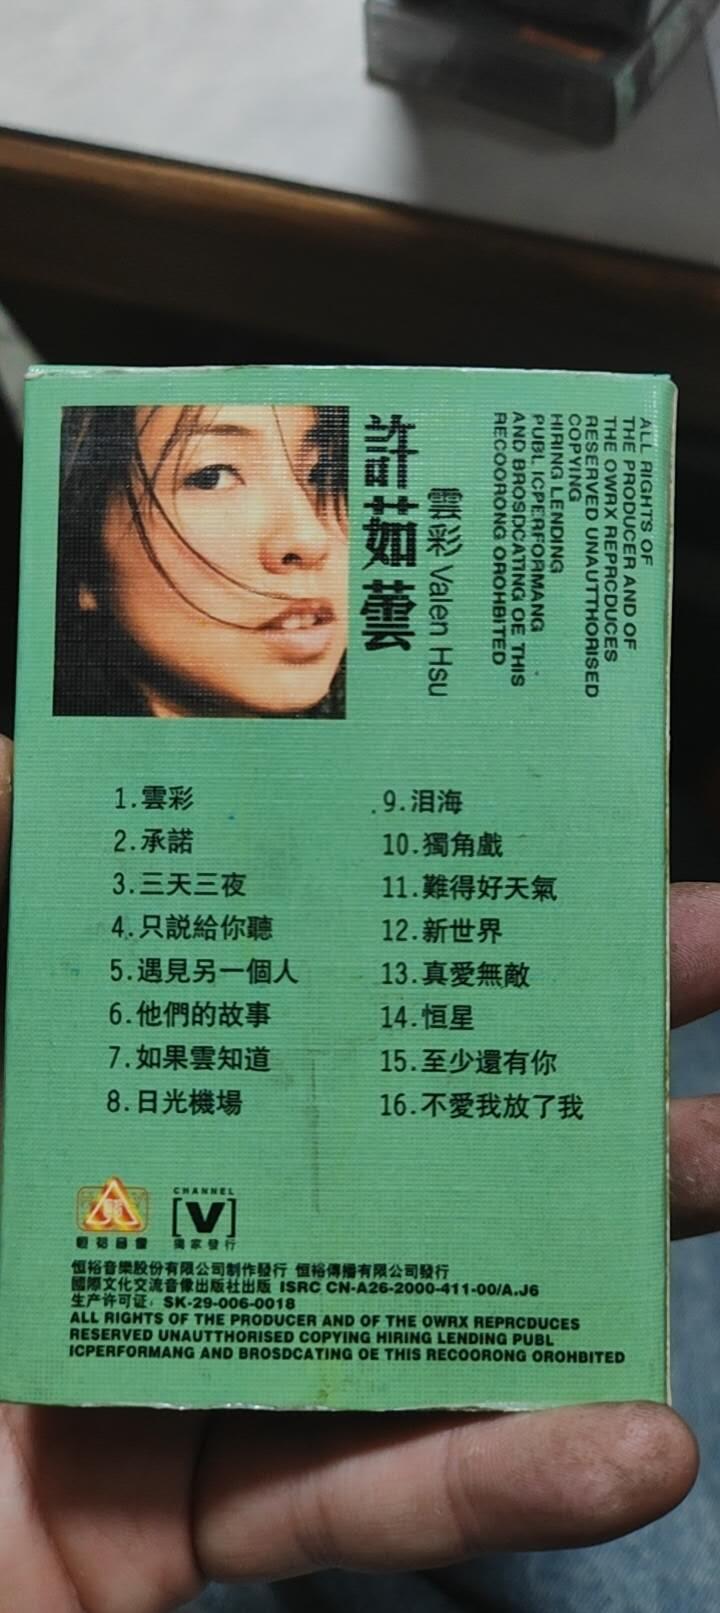 許茹蕓
雲彩 Valen Hsu
ALL RIGHTS OF
THE PRODUCER AND OF
THE OWRX REPRCDUCES
RESERVED UNAUTTHORISED
COPYING
HIRING LENDING
PUBL ICPERFORMANG
AND BROSDCATING OE THIS
RECOORONG OROHBITED
1.雲彩
2.承諾
3.三天三夜
4.只説給你聽
5.遇見另一個人
6.他們的故事
7.如果雲知道
8.日光機場
9.泪海
10.獨角戲
11.難得好天氣
12.新世界
13.真愛無敵
14.恒星
15.至少還有你
16.不愛我放了我
CHANNEL
[V]
獨家發行
恒裕音樂股份有限公司制作發行 恒裕傳播有限公司發行
國際文化交流音像出版社出版 ISRC CN-A26-2000-411-00/A.J6
生产许可证: SK-29-006-0018
ALL RIGHTS OF THE PRODUCER AND OF THE OWRX REPRCDUCES
RESERVED UNAUTTHORISED COPYING HIRING LENDING PUBL
ICPERFORMANG AND BROSDCATING OE THIS RECOORONG OROHBITED